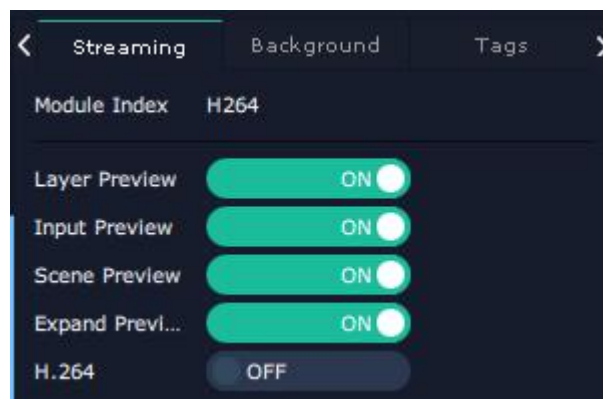 Streaming Background Tags
Module Index H264
Layer Preview ON
Input Preview ON
Scene Preview ON
Expand Previ... ON
H.264 OFF